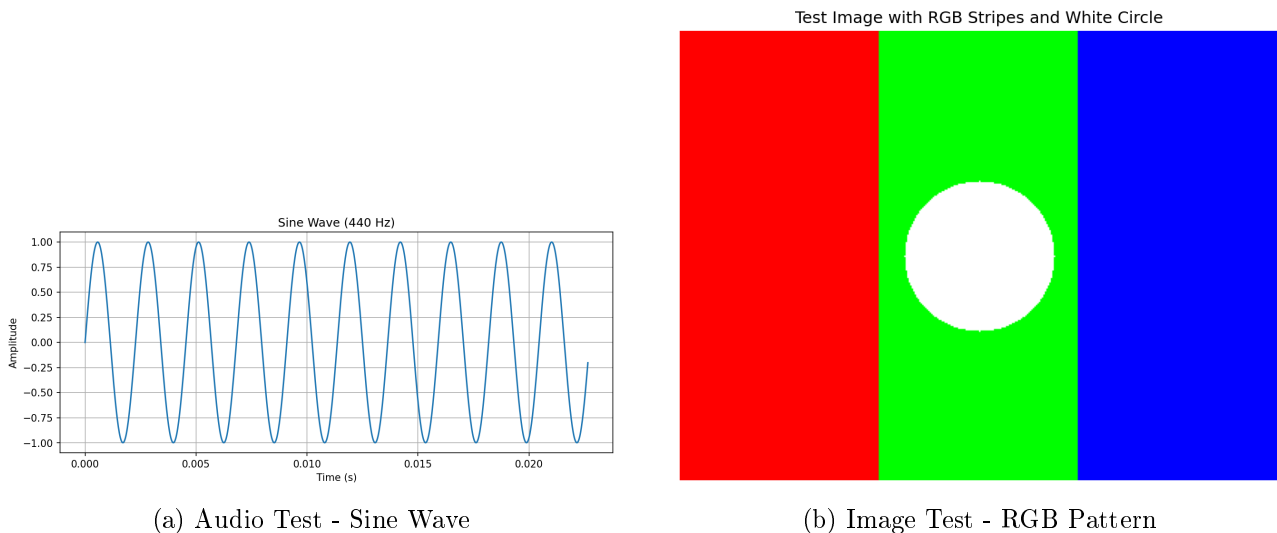 Test Image with RGB Stripes and White Circle
Sine Wave (440 Hz)
1.00
0.75
0.50
0.25
0.00
−0.25
−0.50
−0.75
−1.00
Amplitude
0.000 0.005 0.010 0.015 0.020
Time (s)
(a) Audio Test - Sine Wave
(b) Image Test - RGB Pattern